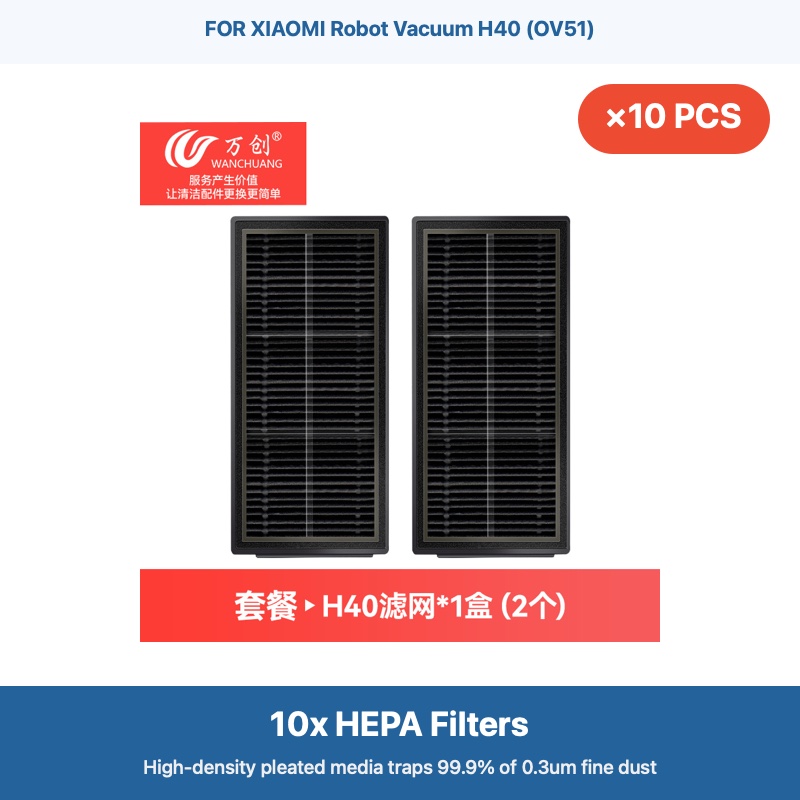 FOR XIAOMI Robot Vacuum H40 (OV51)
×10 PCS
万创®
WANCHUANG
服务产生价值
让清洁配件更换更简单
套餐▸H40滤网*1盒 (2个)
10x HEPA Filters
High-density pleated media traps 99.9% of 0.3um fine dust